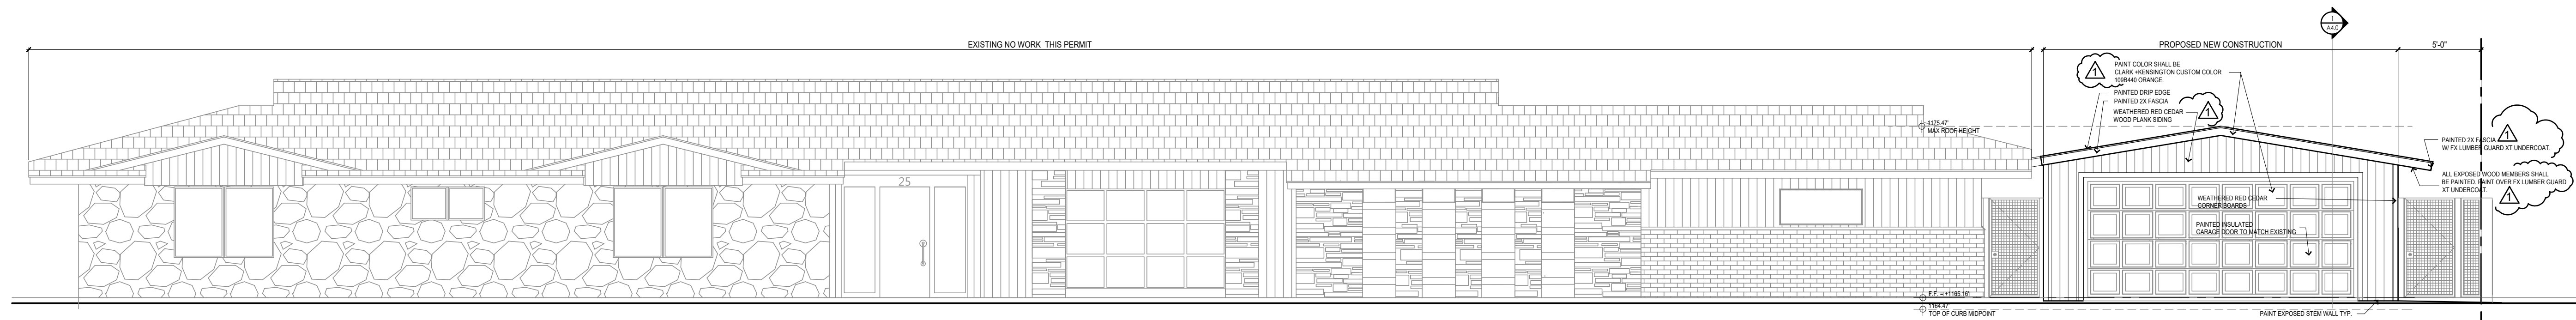 EXISTING NO WORK THIS PERMIT
PROPOSED NEW CONSTRUCTION
5'-0"
1
A4.0
1
PAINT COLOR SHALL BE
CLARK +KENSINGTON CUSTOM COLOR
109B440 ORANGE.
PAINTED DRIP EDGE
PAINTED 2X FASCIA
WEATHERED RED CEDAR
WOOD PLANK SIDING
1
1175.47'
MAX ROOF HEIGHT
PAINTED 2X FASCIA
W/ FX LUMBER GUARD XT UNDERCOAT.
1
ALL EXPOSED WOOD MEMBERS SHALL
BE PAINTED. PAINT OVER FX LUMBER GUARD
XT UNDERCOAT.
1
25
WEATHERED RED CEDAR
CORNER BOARDS
PAINTED INSULATED
GARAGE DOOR TO MATCH EXISTING
F.F. = +1165.16'
1164.47'
TOP OF CURB MIDPOINT
PAINT EXPOSED STEM WALL TYP.